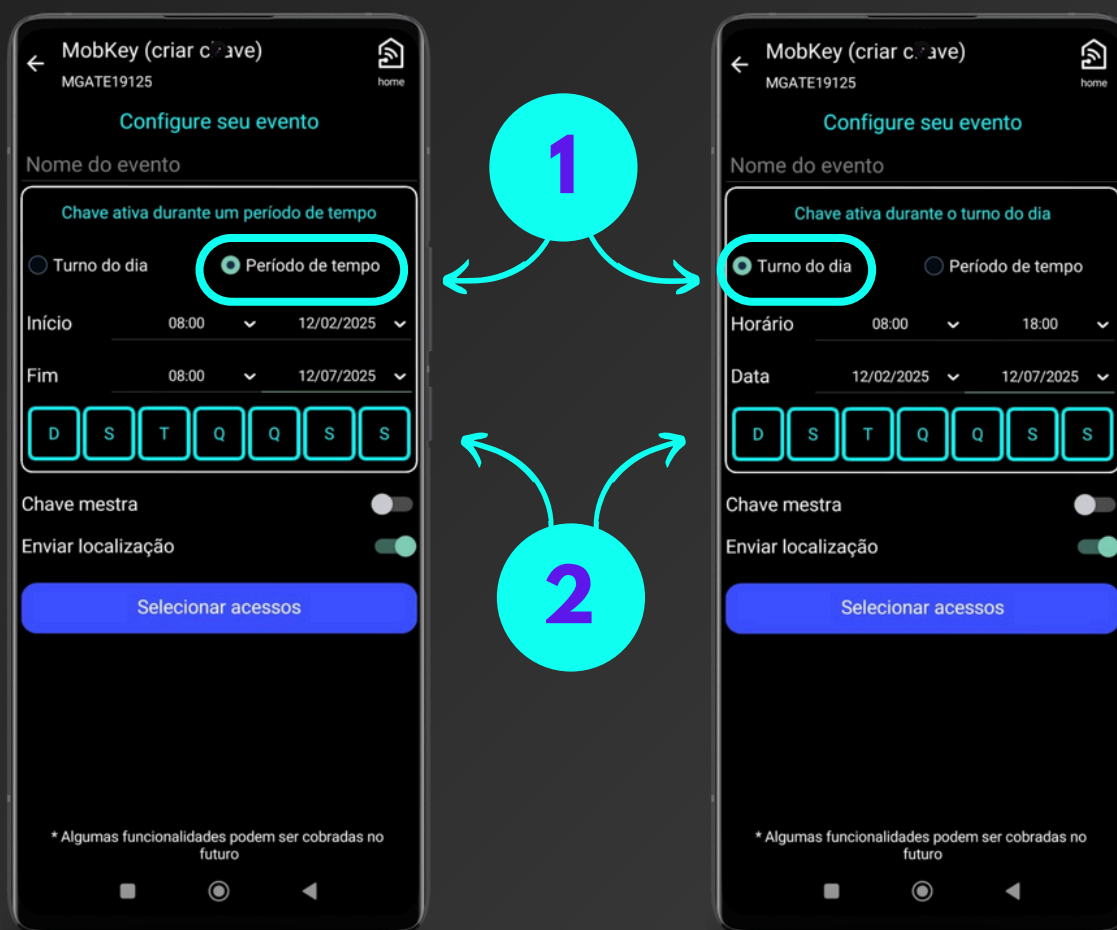 MobKey (criar c ave)
MGATE19125
home
Configure seu evento
Nome do evento
Chave ativa durante um período de tempo
Turno do dia Período de tempo
Início 08:00 12/02/2025
Fim 08:00 12/07/2025
D S T Q Q S S
Chave mestra
Enviar localização
Selecionar acessos
* Algumas funcionalidades podem ser cobradas no
futuro
1
2
MobKey (criar c ave)
MGATE19125
home
Configure seu evento
Nome do evento
Chave ativa durante o turno do dia
Turno do dia Período de tempo
Horário 08:00 18:00
Data 12/02/2025 12/07/2025
D S T Q Q S S
Chave mestra
Enviar localização
Selecionar acessos
* Algumas funcionalidades podem ser cobradas no
futuro